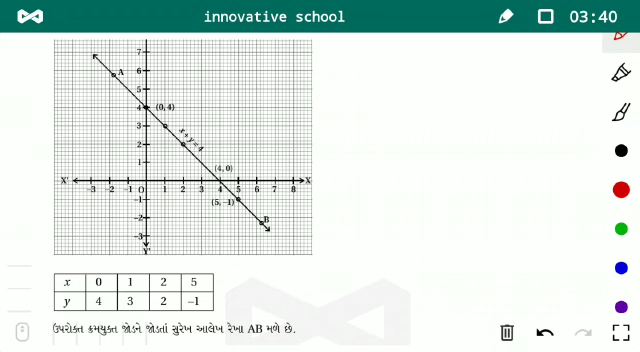 innovative school
03:40
7
6
A
5
4
(0, 4)
3
x + y = 4
2
1
(4, 0)
X' -3 -2 -1 O 1 2 3 4 5 6 7 8 X
-1
(5, -1)
-2
B
-3
Y'
x 0 1 2 5
y 4 3 2 -1
ઉપરોક્ત ક્રમયુક્ત જોડને જોડતાં સુરેખ આલેખ રેખા AB મળે છે.